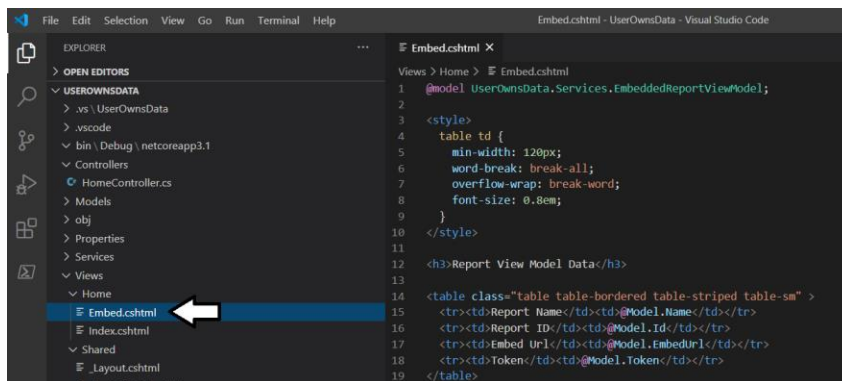 File Edit Selection View Go Run Terminal Help
Embed.cshtml - UserOwnsData - Visual Studio Code
EXPLORER
OPEN EDITORS
USEROWNSDATA
.vs \ UserOwnsData
.vscode
bin \ Debug \ netcoreapp3.1
Controllers
HomeController.cs
Models
obj
Properties
Services
Views
Home
Embed.cshtml
Index.cshtml
Shared
_Layout.cshtml
Embed.cshtml
Views > Home > Embed.cshtml
1 @model UserOwnsData.Services.EmbeddedReportViewModel;
2
3 <style>
4 table td {
5 min-width: 120px;
6 word-break: break-all;
7 overflow-wrap: break-word;
8 font-size: 0.8em;
9 }
10 </style>
11
12 <h3>Report View Model Data</h3>
13
14 <table class="table table-bordered table-striped table-sm" >
15 <tr><td>Report Name</td><td>@Model.Name</td></tr>
16 <tr><td>Report ID</td><td>@Model.Id</td></tr>
17 <tr><td>Embed Url</td><td>@Model.EmbedUrl</td></tr>
18 <tr><td>Token</td><td>@Model.Token</td></tr>
19 </table>